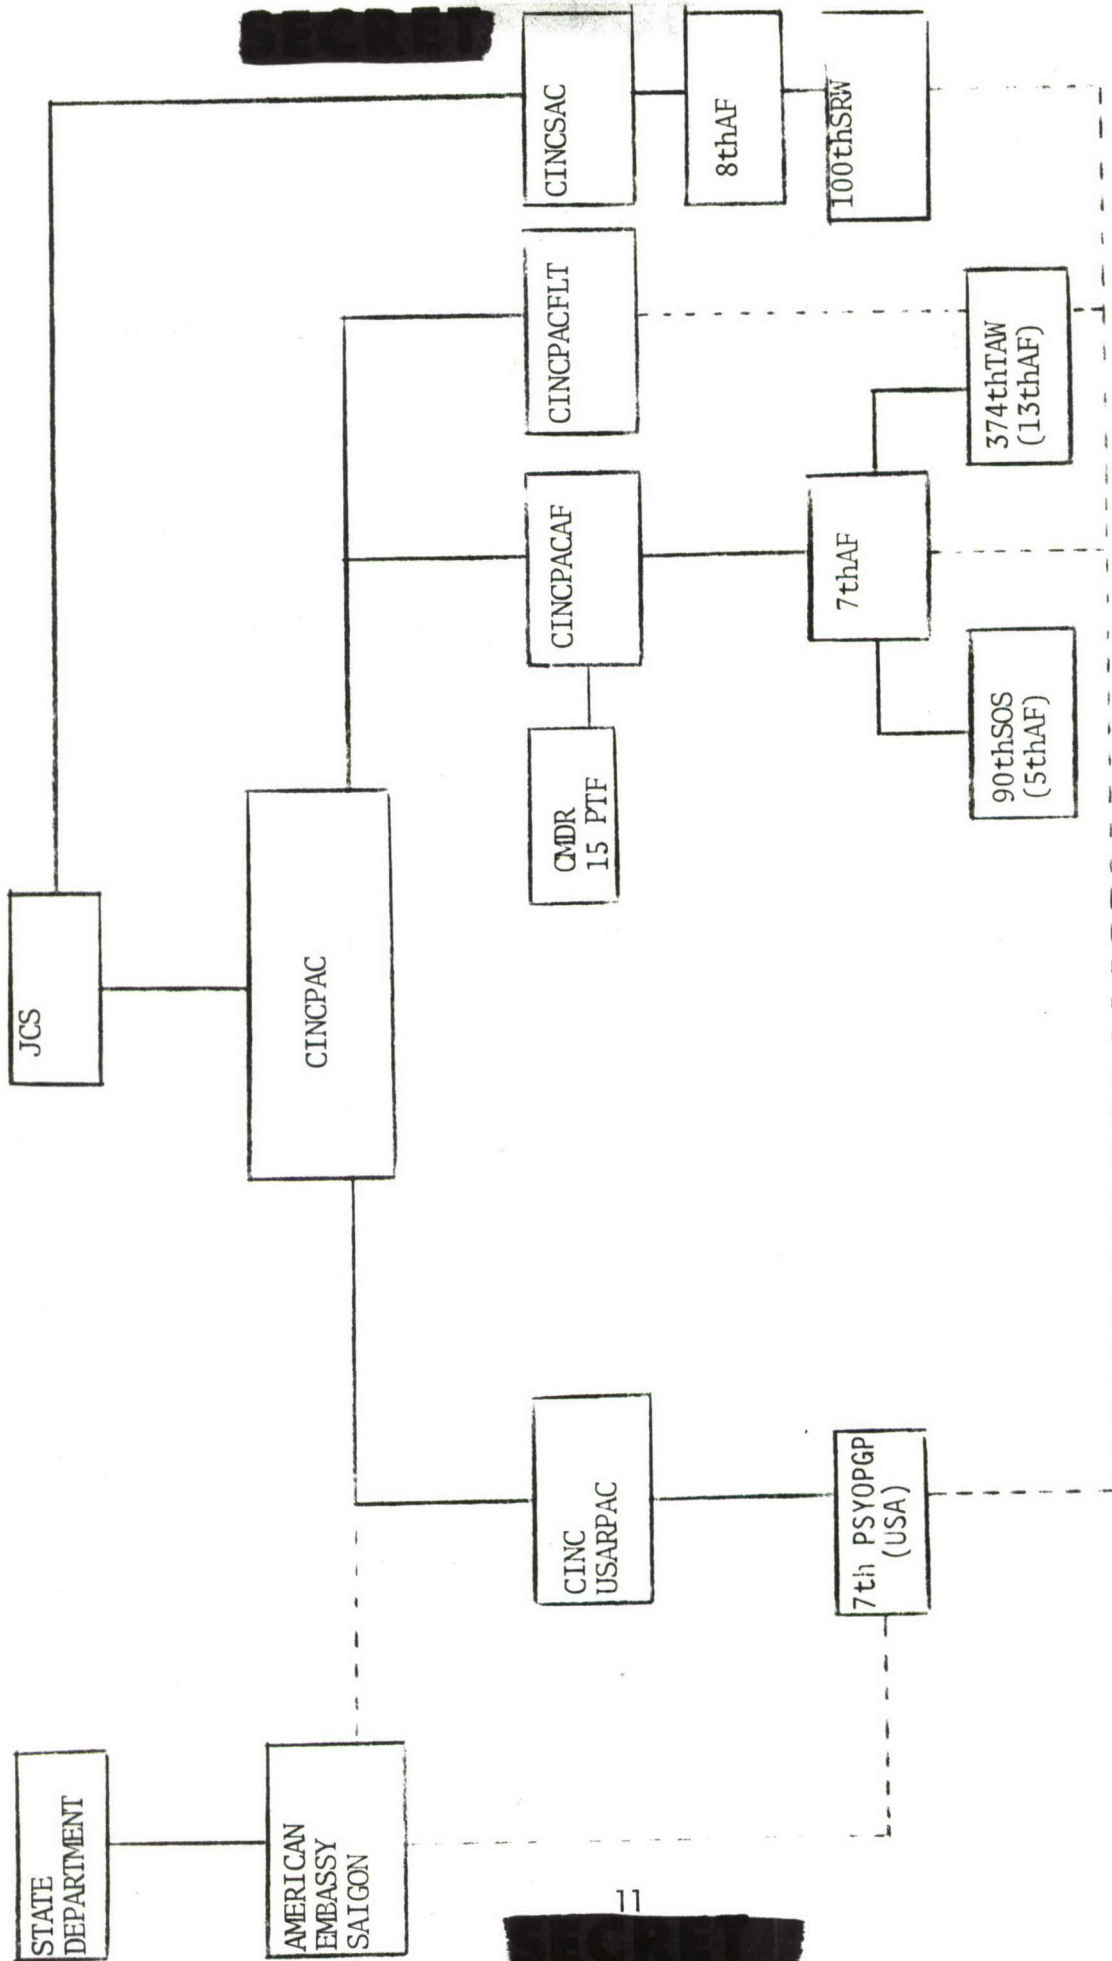 SECRET
STATE
DEPARTMENT
JCS
AMERICAN
EMBASSY
SAIGON
CINCPAC
CINC
USARPAC
CMDR
15 PTF
CINCPACAF
CINCPACFLT
CINCSAC
8thAF
7th PSYOPGP
(USA)
7thAF
100thSRW
90thSOS
(5thAF)
374thTAW
(13thAF)
11
SECRET